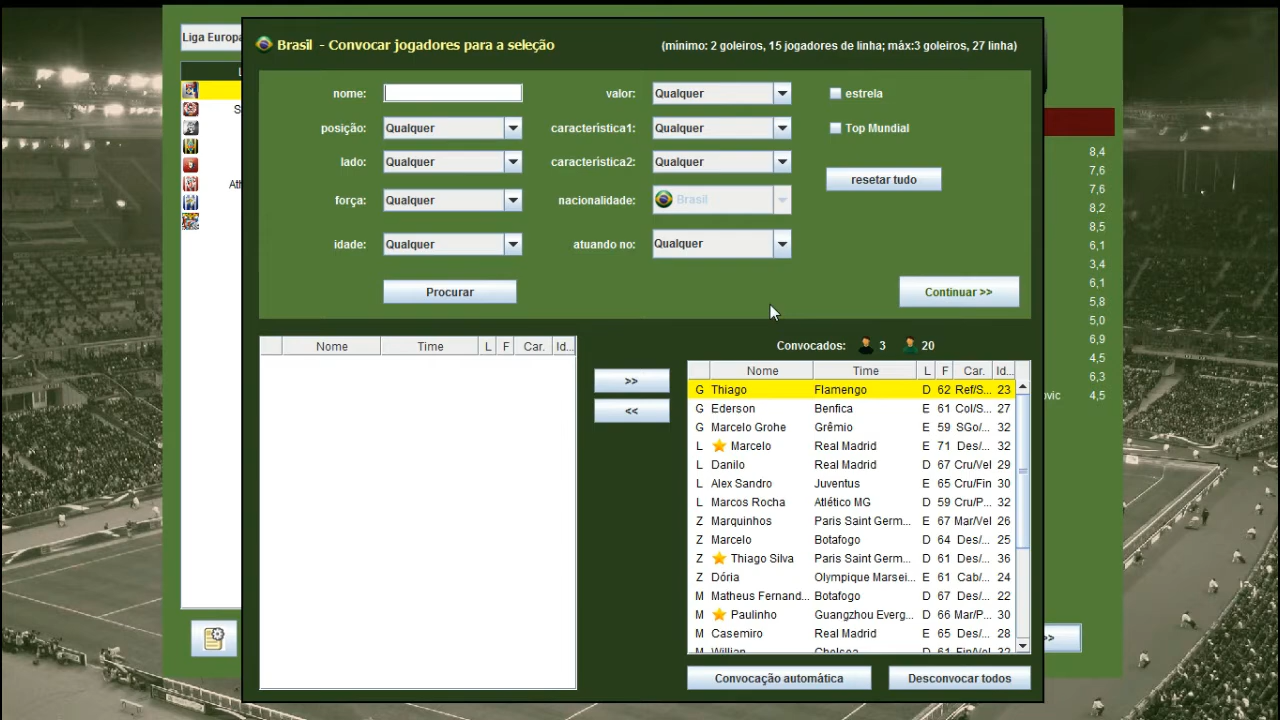 Liga Europa
Brasil - Convocar jogadores para a seleção
(mínimo: 2 goleiros, 15 jogadores de linha; máx:3 goleiros, 27 linha)
nome:
valor: Qualquer
estrela
posição: Qualquer
característica1: Qualquer
Top Mundial
lado: Qualquer
característica2: Qualquer
resetar tudo
força: Qualquer
nacionalidade: Brasil
idade: Qualquer
atuando no: Qualquer
Procurar
Continuar >>
Nome Time L F Car. Id...
>>
<<
Convocados: 3 20
Nome Time L F Car. Id...
G Thiago Flamengo D 62 Ref/S... 23
G Ederson Benfica E 61 Col/S... 27
G Marcelo Grohe Grêmio E 59 SGo/... 32
L Marcelo Real Madrid E 71 Des/... 32
L Danilo Real Madrid D 67 Cru/Vel 29
L Alex Sandro Juventus E 65 Cru/Fin 30
L Marcos Rocha Atlético MG D 59 Cru/P... 32
Z Marquinhos Paris Saint Germ... E 67 Mar/Vel 26
Z Marcelo Botafogo D 64 Des/... 25
Z Thiago Silva Paris Saint Germ... D 61 Des/... 36
Z Dória Olympique Marsei... E 61 Cab/... 24
M Matheus Fernand... Botafogo D 67 Des/... 22
M Paulinho Guangzhou Everg... D 66 Mar/P... 30
M Casemiro Real Madrid E 65 Des/... 28
M Willian Chelsea E 61 Fin/Vel 32
Convocação automática
Desconvocar todos
8,4
7,6
7,6
8,2
8,5
6,1
3,4
6,1
5,8
5,0
6,9
4,5
6,3
ovic 4,5
>>